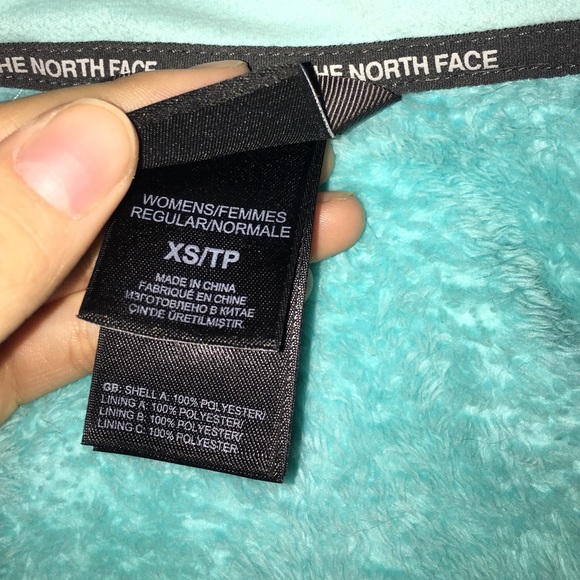 HE NORTH FACE
HE NORTH FACE
WOMENS/FEMMES
REGULAR/NORMALE
XS/TP
MADE IN CHINA
FABRIQUÉ EN CHINE
ИЗГОТОВЛЕНО В КИТАЕ
ÇIN'DE ÜRETILMIŞTIR
GB: SHELL A: 100% POLYESTER/
LINING A: 100% POLYESTER/
LINING B: 100% POLYESTER/
LINING C: 100% POLYESTER/